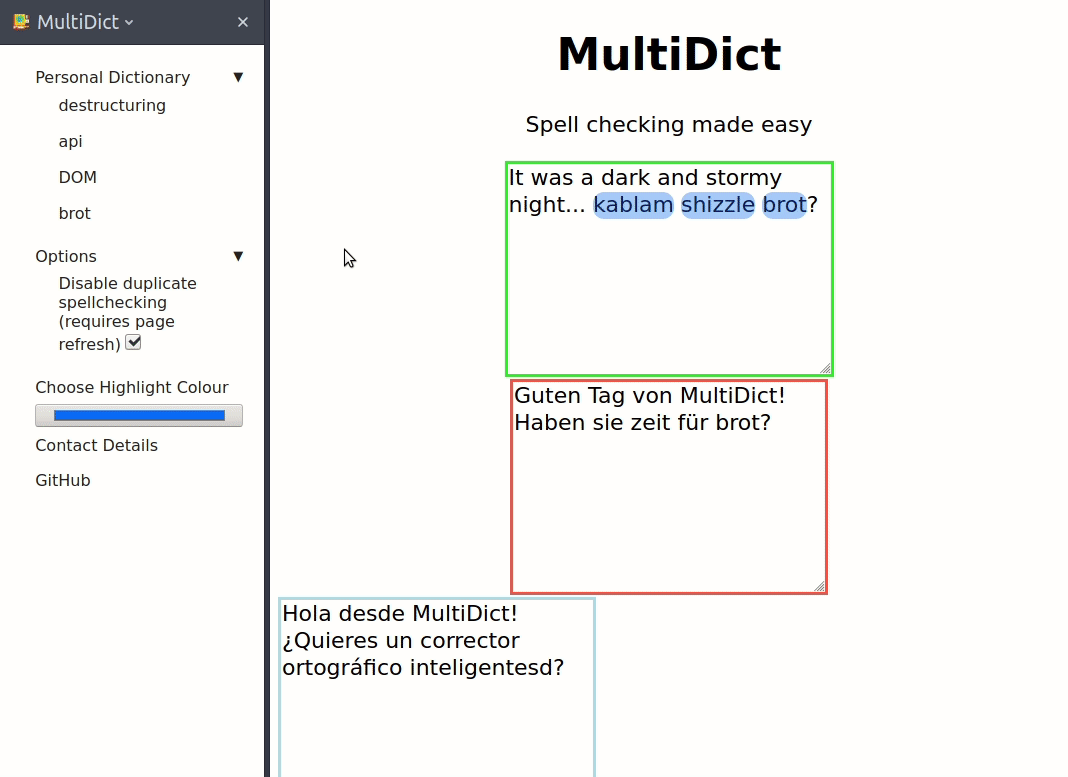 MultiDict
Personal Dictionary
destructuring
api
DOM
brot
Options
Disable duplicate
spellchecking
(requires page
refresh)
Choose Highlight Colour
Contact Details
GitHub
MultiDict
Spell checking made easy
It was a dark and stormy
night... kablam shizzle brot?
Guten Tag von MultiDict!
Haben sie zeit für brot?
Hola desde MultiDict!
¿Quieres un corrector
ortográfico inteligentesd?